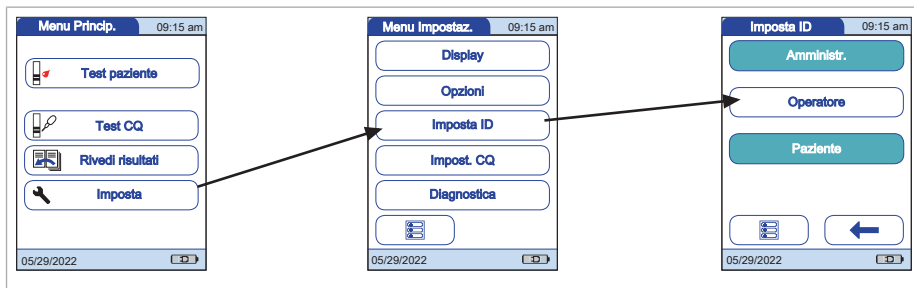 Menu Princip. 09:15 am
Test paziente
Test CQ
Rivedi risultati
Imposta
05/29/2022
Menu Impostaz. 09:15 am
Display
Opzioni
Imposta ID
Impost. CQ
Diagnostica
05/29/2022
Imposta ID 09:15 am
Amministr.
Operatore
Paziente
05/29/2022